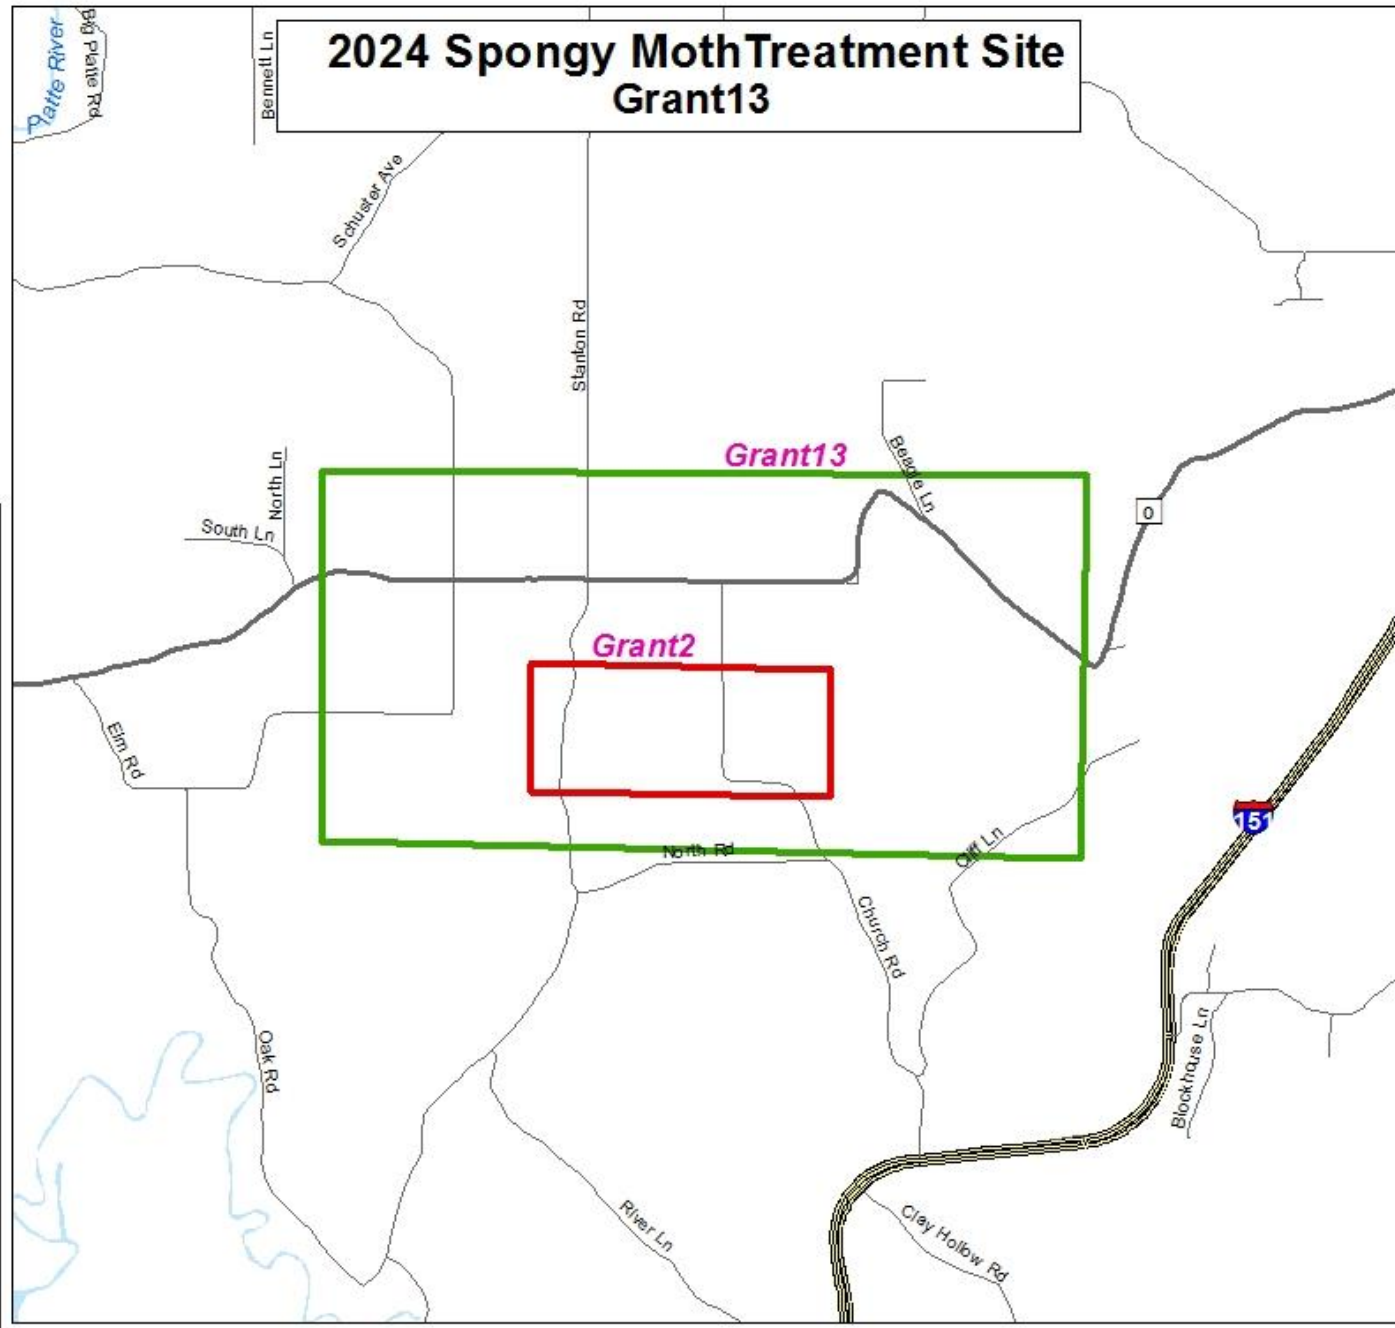 2024 Spongy MothTreatment Site
Grant13
Platte River
Big Platte Rd
Bennett Ln
Schuster Ave
Stanton Rd
Grant13
Beagle Ln
North Ln
South Ln
0
Grant2
Elm Rd
151
North Rd
Cliff Ln
Church Rd
Oak Rd
Blockhouse Ln
River Ln
Clay Hollow Rd